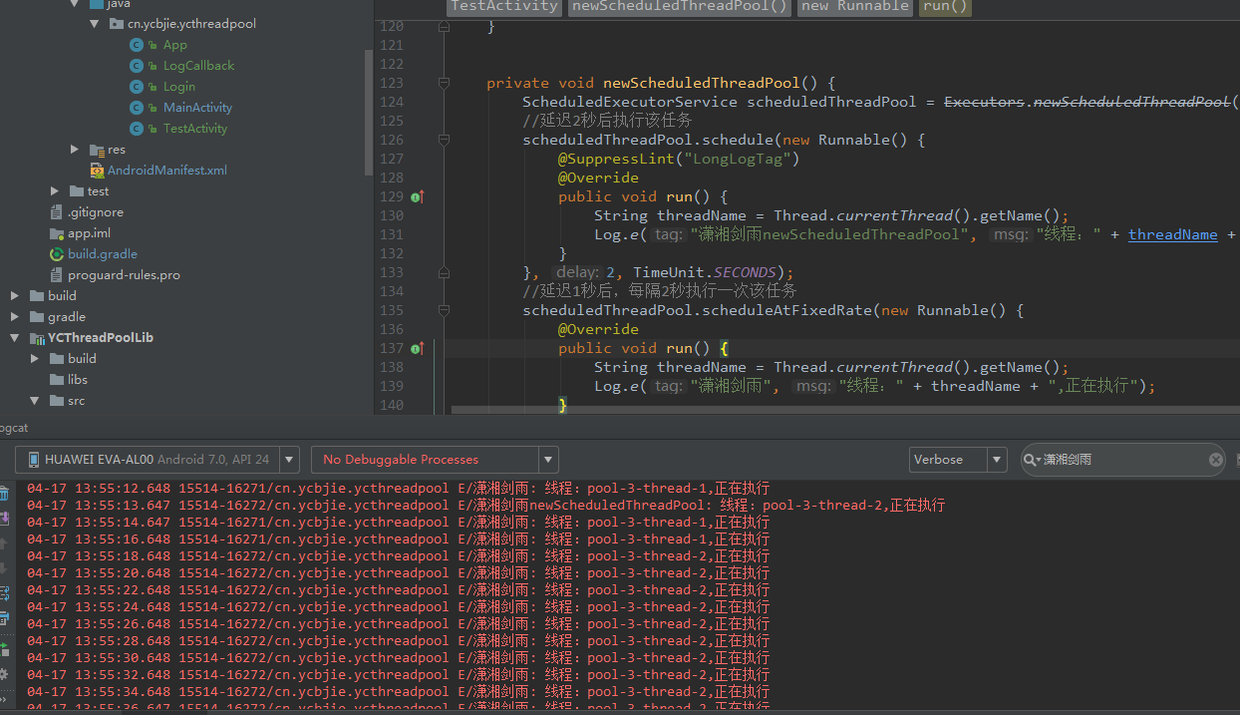 java
cn.ycbjie.ycthreadpool
App
LogCallback
Login
MainActivity
TestActivity
res
AndroidManifest.xml
test
.gitignore
app.iml
build.gradle
proguard-rules.pro
build
gradle
YCThreadPoolLib
build
libs
src
TestActivity newScheduledThreadPool() new Runnable run()
120 }
121
122
123 private void newScheduledThreadPool() {
124 ScheduledExecutorService scheduledThreadPool = Executors.newScheduledThreadPool(
125 //延迟2秒后执行该任务
126 scheduledThreadPool.schedule(new Runnable() {
127 @SuppressLint("LongLogTag")
128 @Override
129 public void run() {
130 String threadName = Thread.currentThread().getName();
131 Log.e( tag: "潇湘剑雨newScheduledThreadPool", msg: "线程：" + threadName +
132 }
133 }, delay: 2, TimeUnit.SECONDS);
134 //延迟1秒后，每隔2秒执行一次该任务
135 scheduledThreadPool.scheduleAtFixedRate(new Runnable() {
136 @Override
137 public void run() {
138 String threadName = Thread.currentThread().getName();
139 Log.e( tag: "潇湘剑雨", msg: "线程：" + threadName + ",正在执行");
140 }
ogcat
HUAWEI EVA-AL00 Android 7.0, API 24 No Debuggable Processes Verbose 潇湘剑雨
04-17 13:55:12.648 15514-16271/cn.ycbjie.ycthreadpool E/潇湘剑雨: 线程：pool-3-thread-1,正在执行
04-17 13:55:13.647 15514-16272/cn.ycbjie.ycthreadpool E/潇湘剑雨newScheduledThreadPool: 线程：pool-3-thread-2,正在执行
04-17 13:55:14.647 15514-16271/cn.ycbjie.ycthreadpool E/潇湘剑雨: 线程：pool-3-thread-1,正在执行
04-17 13:55:16.648 15514-16271/cn.ycbjie.ycthreadpool E/潇湘剑雨: 线程：pool-3-thread-1,正在执行
04-17 13:55:18.648 15514-16272/cn.ycbjie.ycthreadpool E/潇湘剑雨: 线程：pool-3-thread-2,正在执行
04-17 13:55:20.648 15514-16272/cn.ycbjie.ycthreadpool E/潇湘剑雨: 线程：pool-3-thread-2,正在执行
04-17 13:55:22.648 15514-16272/cn.ycbjie.ycthreadpool E/潇湘剑雨: 线程：pool-3-thread-2,正在执行
04-17 13:55:24.648 15514-16272/cn.ycbjie.ycthreadpool E/潇湘剑雨: 线程：pool-3-thread-2,正在执行
04-17 13:55:26.648 15514-16272/cn.ycbjie.ycthreadpool E/潇湘剑雨: 线程：pool-3-thread-2,正在执行
04-17 13:55:28.648 15514-16272/cn.ycbjie.ycthreadpool E/潇湘剑雨: 线程：pool-3-thread-2,正在执行
04-17 13:55:30.648 15514-16272/cn.ycbjie.ycthreadpool E/潇湘剑雨: 线程：pool-3-thread-2,正在执行
04-17 13:55:32.648 15514-16272/cn.ycbjie.ycthreadpool E/潇湘剑雨: 线程：pool-3-thread-2,正在执行
04-17 13:55:34.648 15514-16272/cn.ycbjie.ycthreadpool E/潇湘剑雨: 线程：pool-3-thread-2,正在执行
04-17 13:55:36.647 15514-16272/cn.ycbjie.ycthreadpool E/潇湘剑雨: 线程：pool-3-thread-2,正在执行